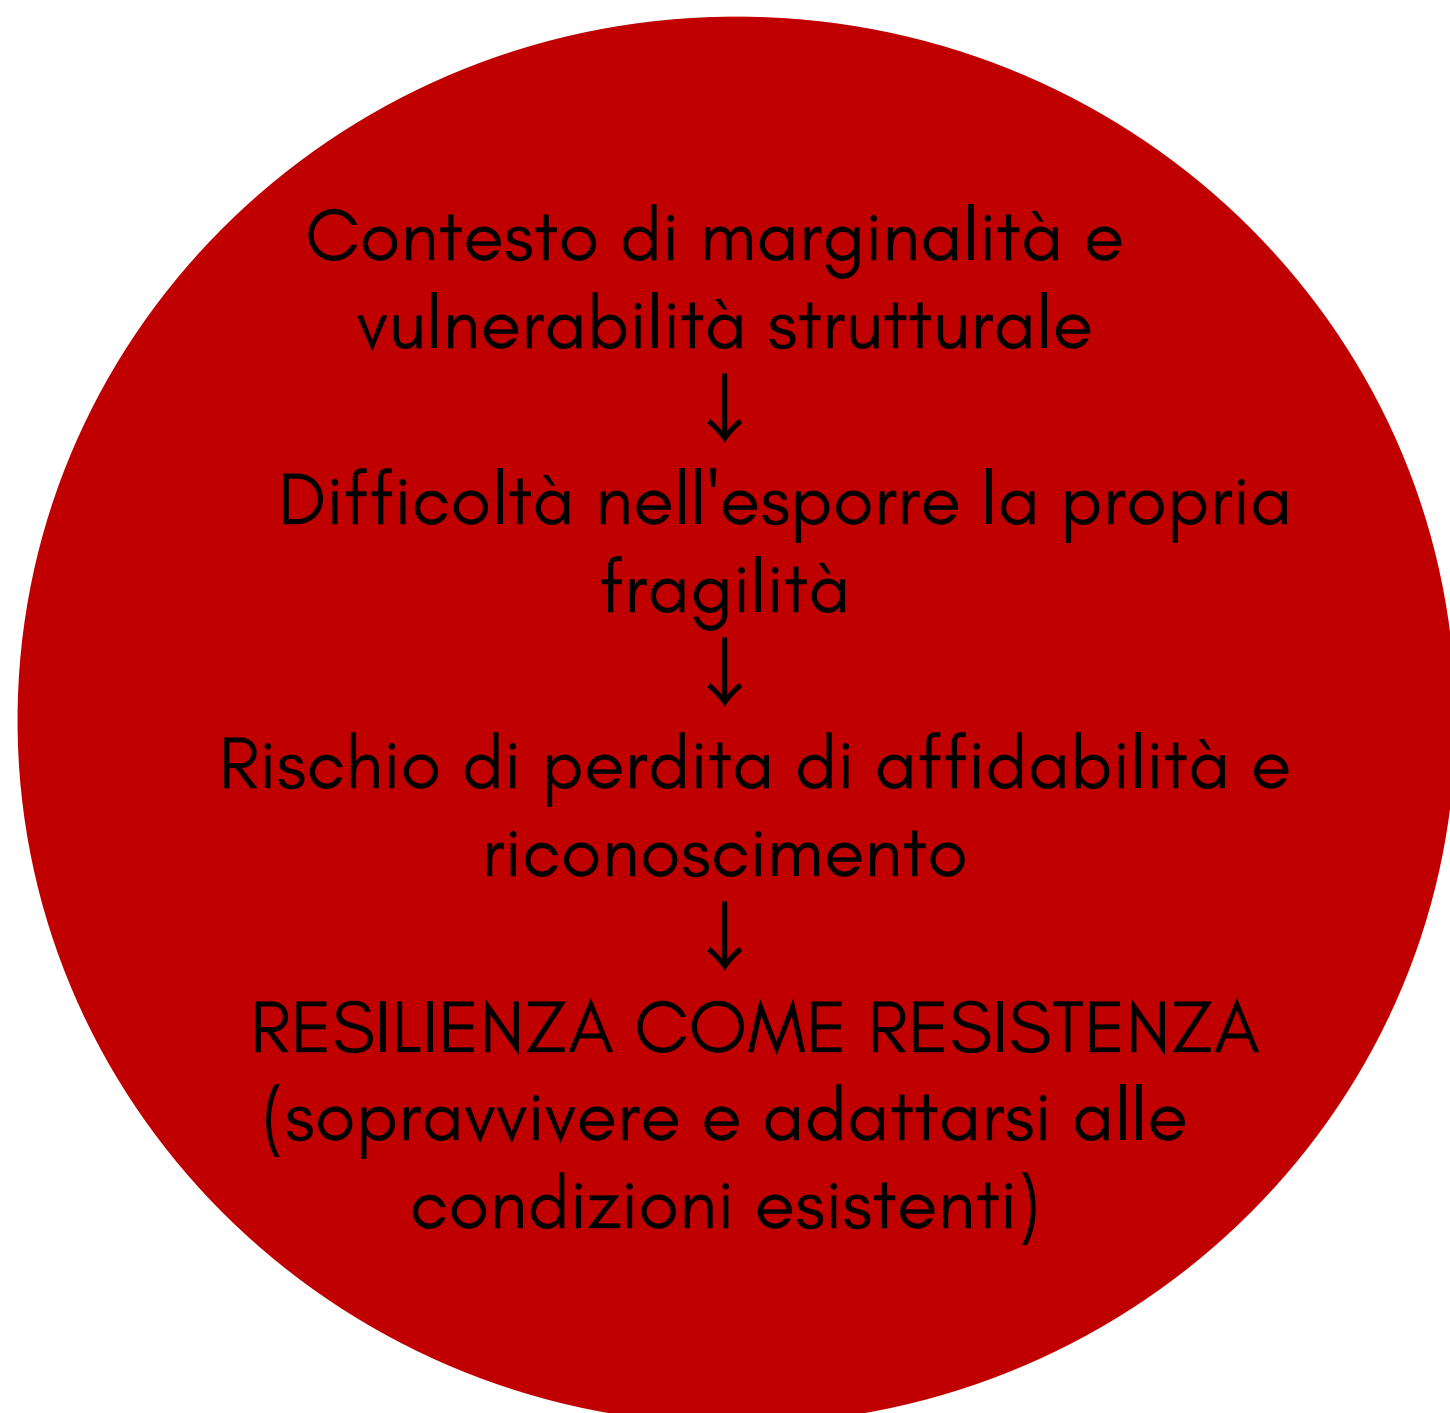 Contesto di marginalità e
vulnerabilità strutturale
↓
Difficoltà nell'esporre la propria
fragilità
↓
Rischio di perdita di affidabilità e
riconoscimento
↓
RESILIENZA COME RESISTENZA
(sopravvivere e adattarsi alle
condizioni esistenti)